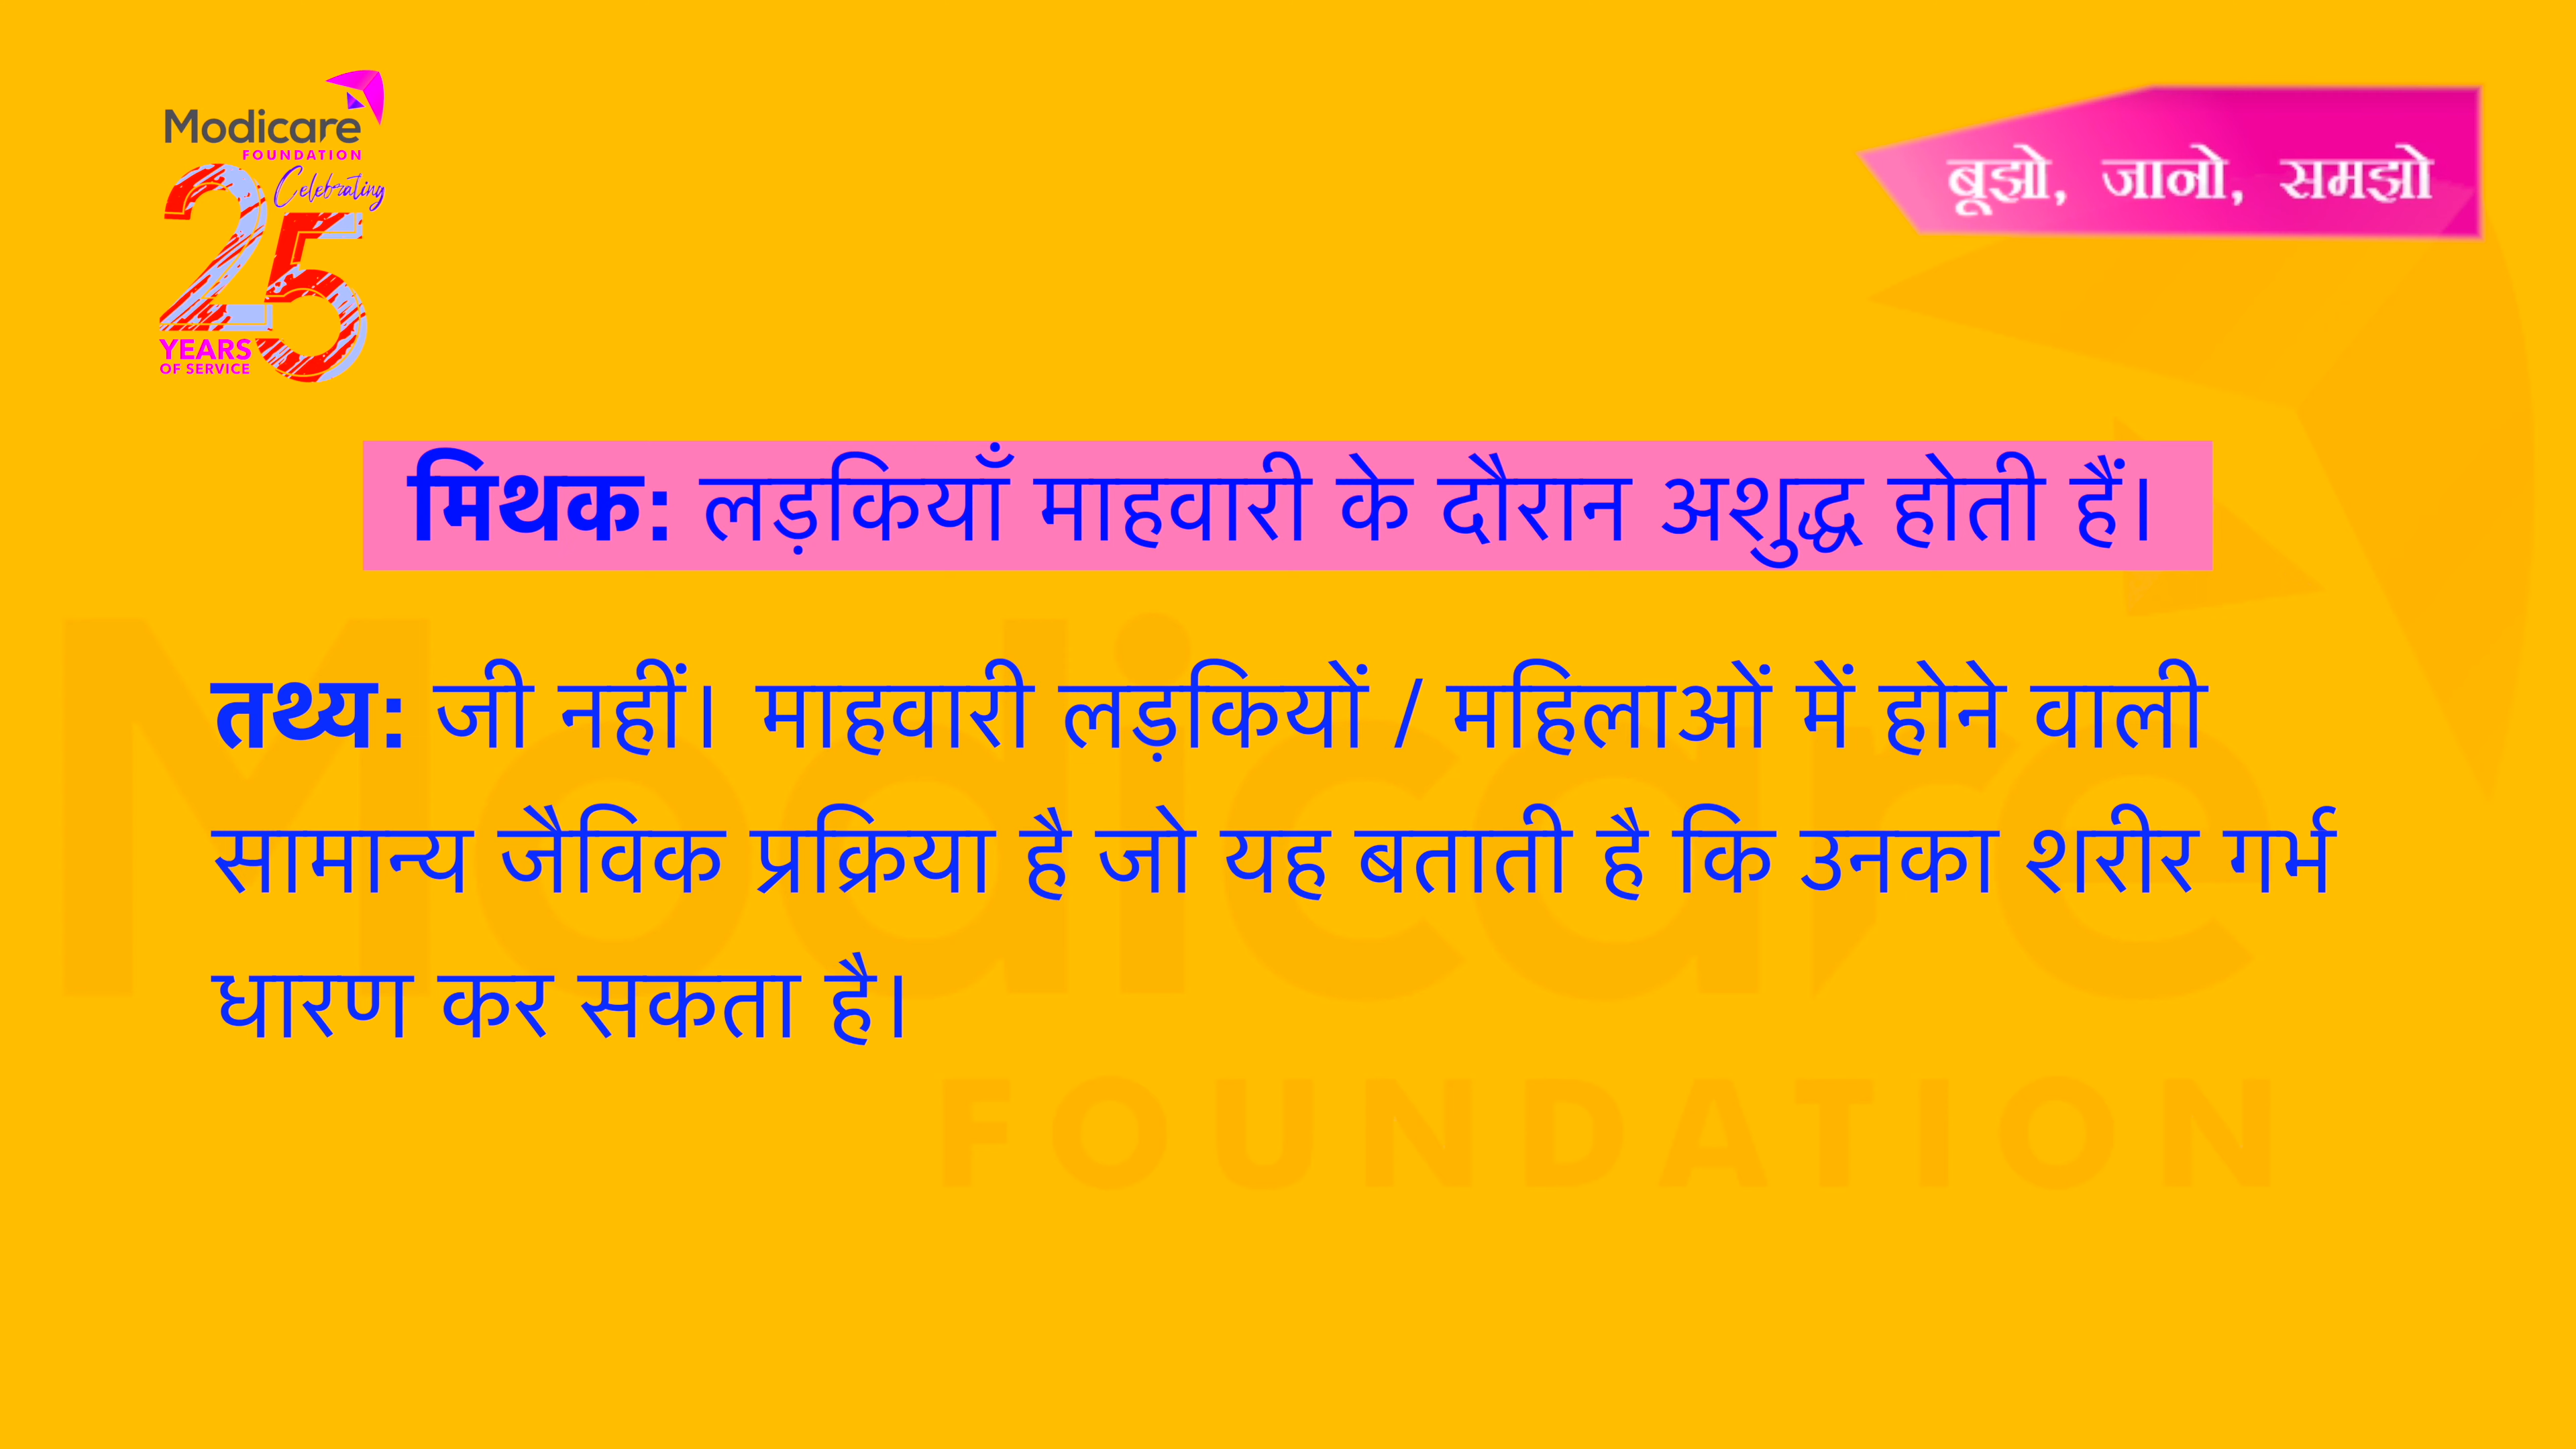 Modicare
FOUNDATION
Celebrating
25
YEARS
OF SERVICE
बूझो, जानो, समझो
मिथक: लड़कियाँ माहवारी के दौरान अशुद्ध होती हैं।
तथ्य: जी नहीं। माहवारी लड़कियों / महिलाओं में होने वाली
सामान्य जैविक प्रक्रिया है जो यह बताती है कि उनका शरीर गर्भ
धारण कर सकता है।
Modicare
FOUNDATION